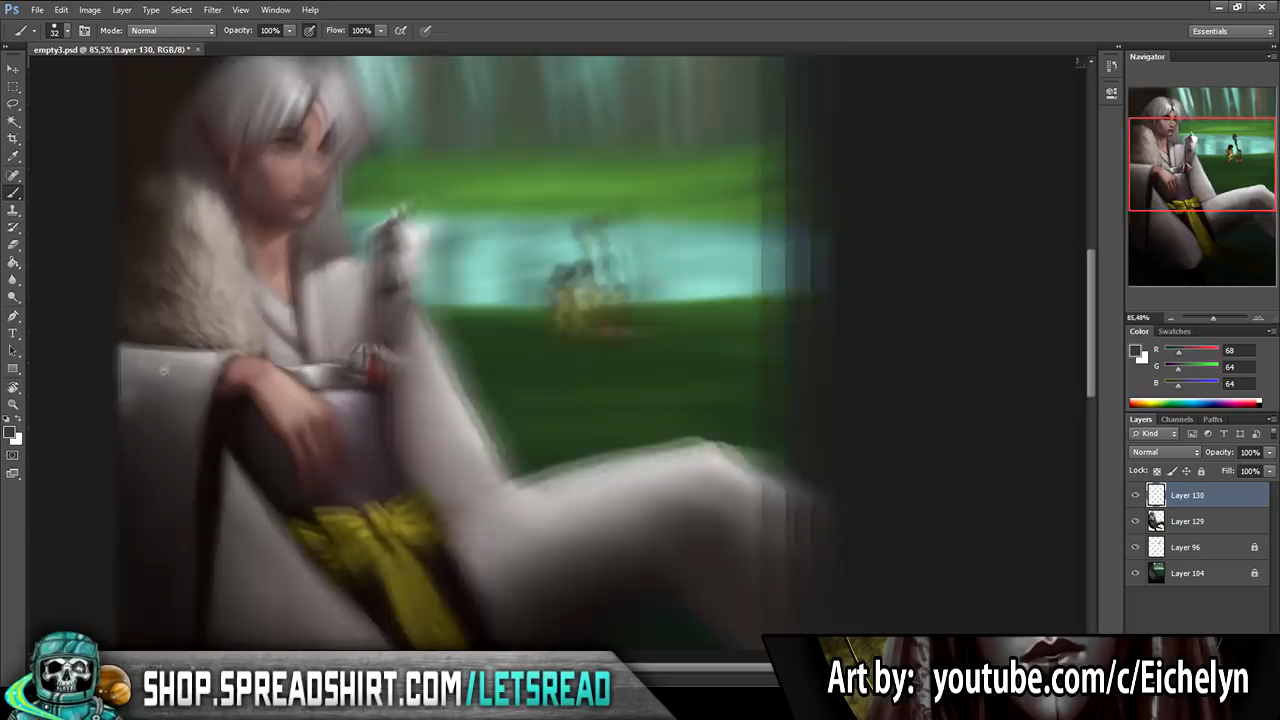 Ps File Edit Image Layer Type Select Filter View Window Help
32 Mode: Normal Opacity: 100% Flow: 100% Essentials
empty3.psd @ 85,5% (Layer 130, RGB/8) * ×
Navigator
85,48%
Color Swatches
R 68
G 64
B 64
Layers Channels Paths
Kind
Normal Opacity: 100%
Lock: Fill: 100%
Layer 130
Layer 129
Layer 96
Layer 104
SHOP.SPREADSHIRT.COM/LETSREAD
Art by: youtube.com/c/Eichelyn